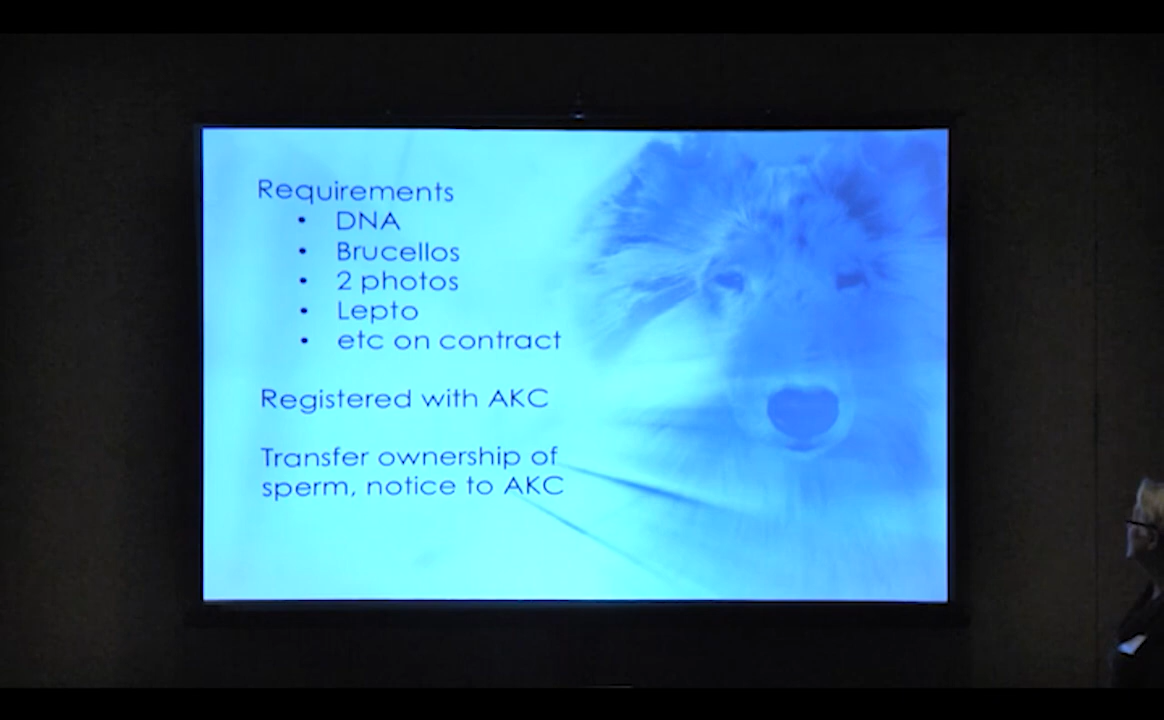 Requirements
• DNA
• Brucellos
• 2 photos
• Lepto
• etc on contract
Registered with AKC
Transfer ownership of
sperm, notice to AKC